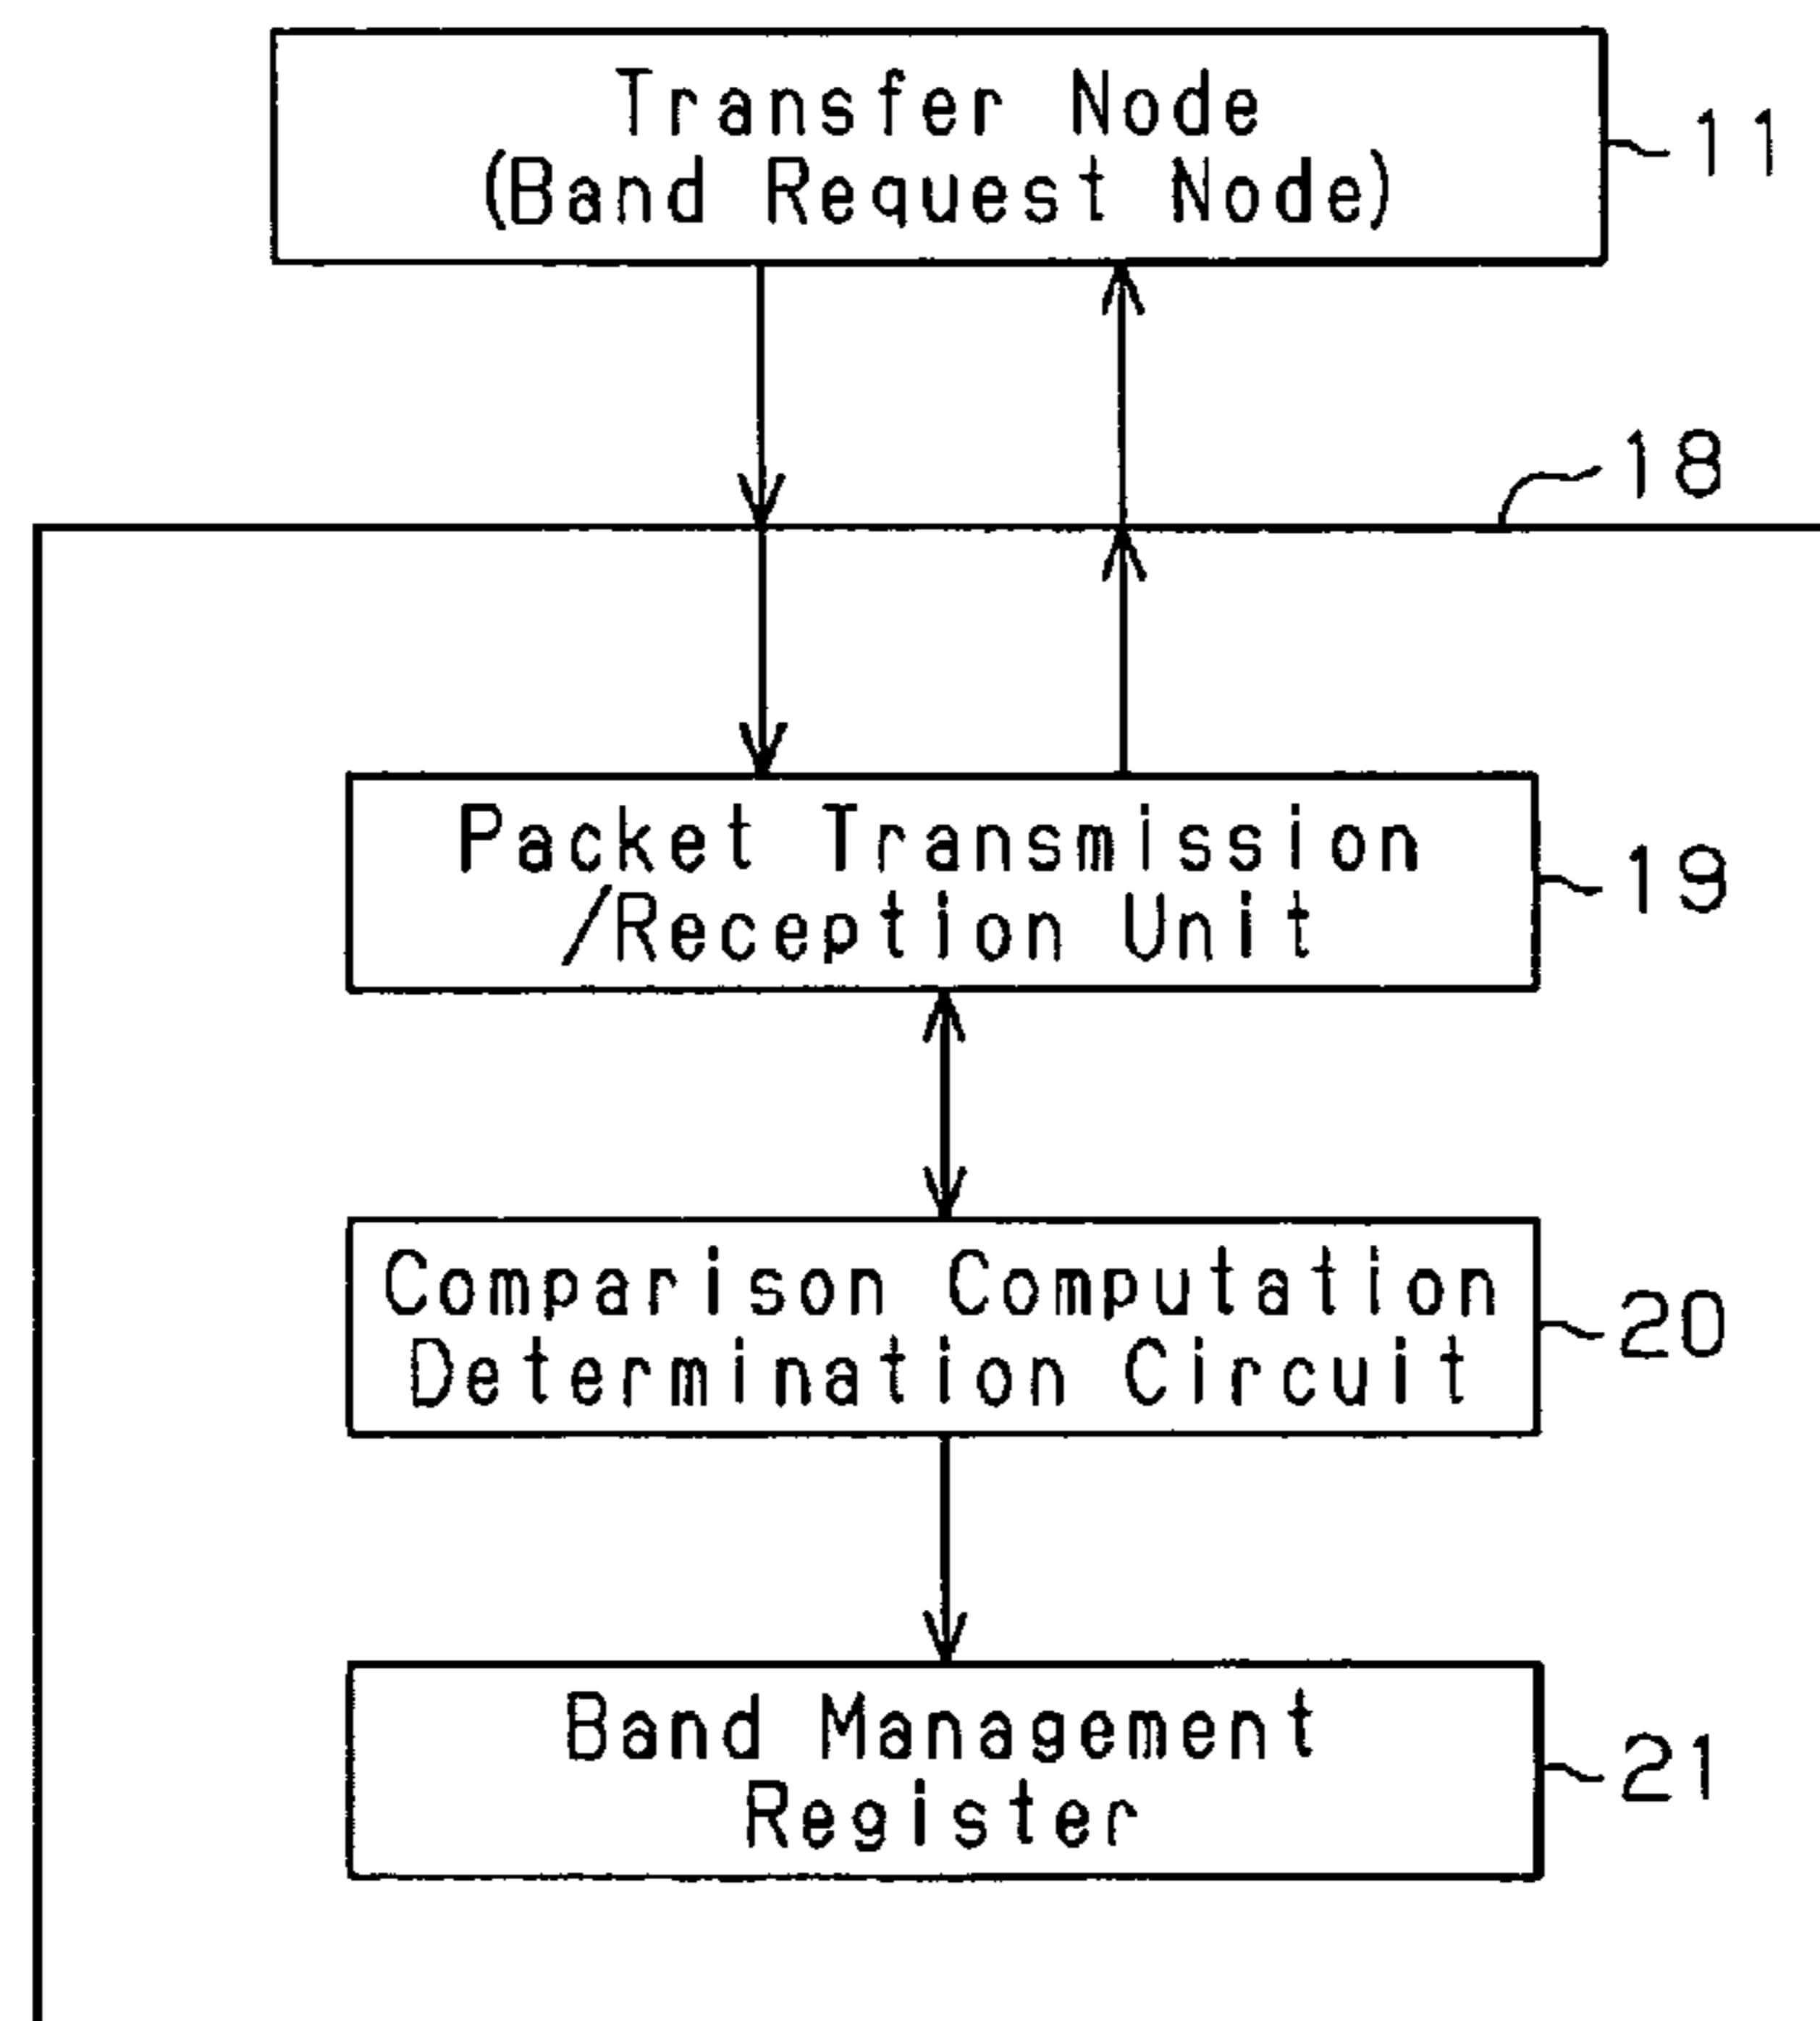 Transfer Node
(Band Request Node)
11
18
Packet Transmission
/Reception Unit
19
Comparison Computation
Determination Circuit
20
Band Management
Register
21